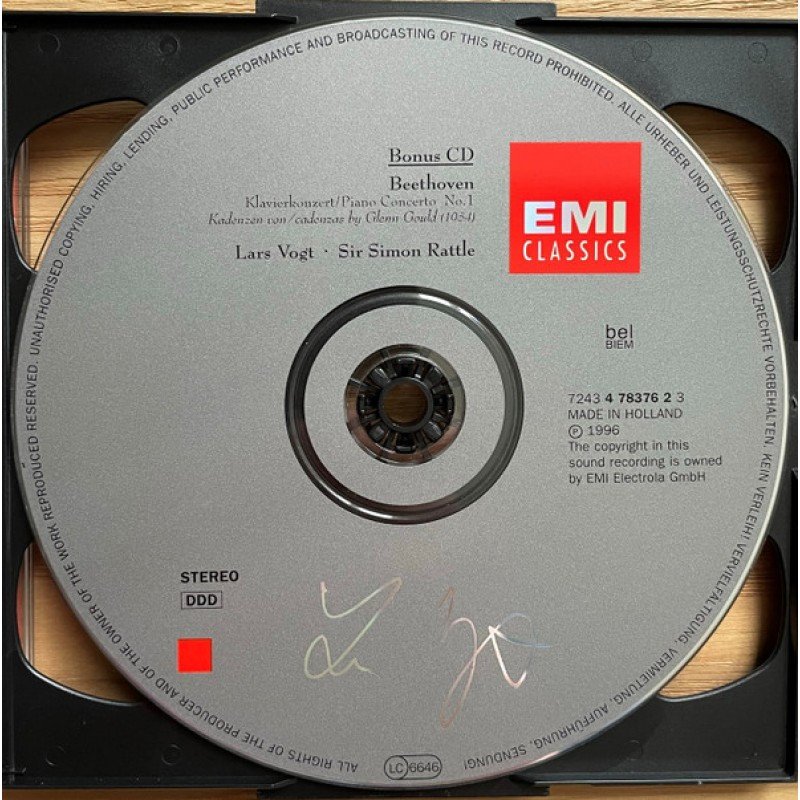 UNAUTHORISED COPYING, HIRING, LENDING, PUBLIC PERFORMANCE AND BROADCASTING OF THIS RECORD PROHIBITED. ALLE URHEBER UND LEISTUNGSSCHUTZRECHTE VORBEHALTEN. KEIN VERLEIH! VERVIELFÄLTIGUNG, VERMIETUNG, AUFFÜHRUNG, SENDUNG!
Bonus CD
Beethoven
Klavierkonzert/Piano Concerto No.1
Kadenzen von/cadenzas by Glenn Gould (1954)
Lars Vogt · Sir Simon Rattle
EMI
CLASSICS
bel
BIEM
7243 4 78376 2 3
MADE IN HOLLAND
Ⓟ 1996
The copyright in this
sound recording is owned
by EMI Electrola GmbH
STEREO
DDD
LC 6646
ALL RIGHTS OF THE PRODUCER AND OF THE OWNER OF THE WORK REPRODUCED RESERVED.